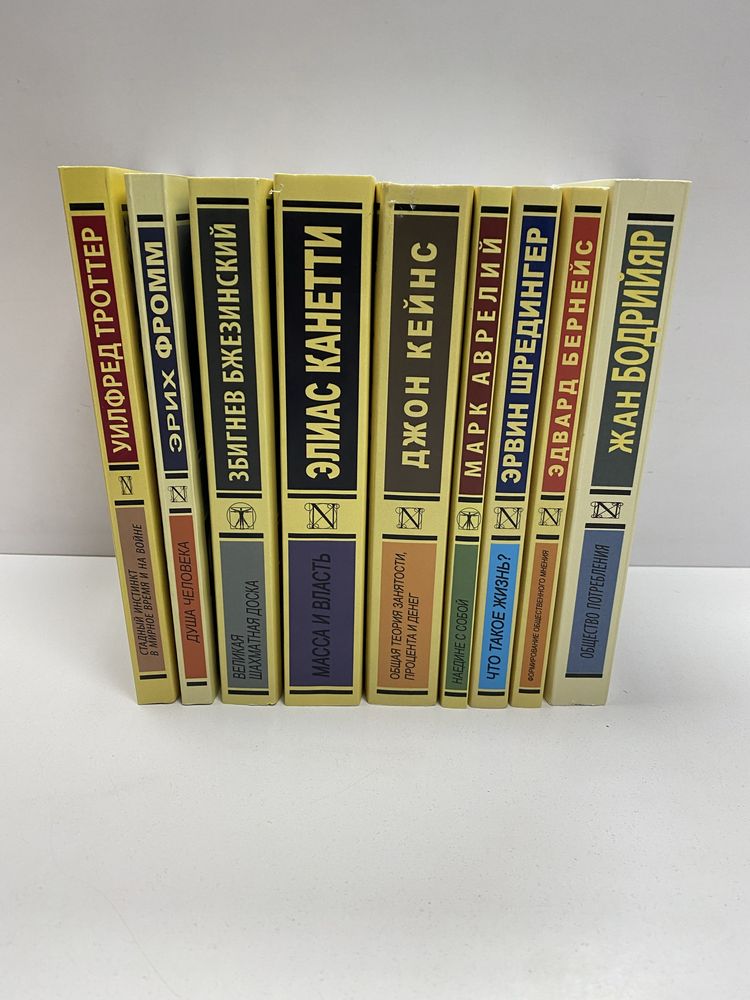 УИЛФРЕД ТРОТТЕР
СТАДНЫЙ ИНСТИНКТ
В МИРНОЕ ВРЕМЯ И НА ВОЙНЕ
ЭРИХ ФРОММ
ДУША ЧЕЛОВЕКА
ЗБИГНЕВ БЖЕЗИНСКИЙ
ВЕЛИКАЯ
ШАХМАТНАЯ ДОСКА
ЭЛИАС КАНЕТТИ
МАССА И ВЛАСТЬ
ДЖОН КЕЙНС
ОБЩАЯ ТЕОРИЯ ЗАНЯТОСТИ,
ПРОЦЕНТА И ДЕНЕГ
МАРК АВРЕЛИЙ
НАЕДИНЕ С СОБОЙ
ЭРВИН ШРЕДИНГЕР
ЧТО ТАКОЕ ЖИЗНЬ?
ЭДВАРД БЕРНЕЙС
ФОРМИРОВАНИЕ ОБЩЕСТВЕННОГО МНЕНИЯ
ЖАН БОДРИЙЯР
ОБЩЕСТВО ПОТРЕБЛЕНИЯ